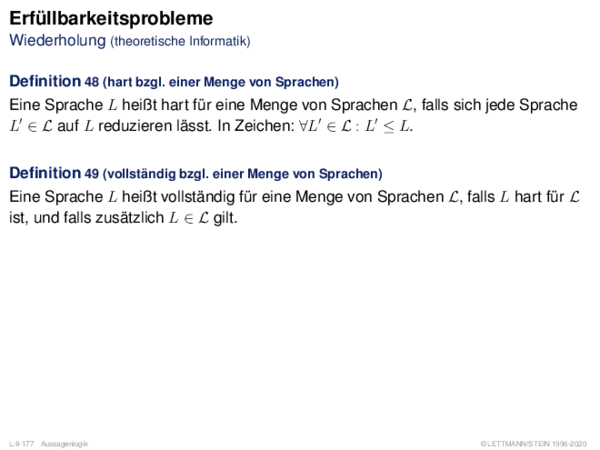 Erfüllbarkeitsprobleme
Wiederholung (theoretische Informatik)
Definition 48 (hart bzgl. einer Menge von Sprachen)
Eine Sprache L heißt hart für eine Menge von Sprachen ℒ, falls sich jede Sprache
L′ ∈ ℒ auf L reduzieren lässt. In Zeichen: ∀L′ ∈ ℒ : L′ ≤ L.
Definition 49 (vollständig bzgl. einer Menge von Sprachen)
Eine Sprache L heißt vollständig für eine Menge von Sprachen ℒ, falls L hart für ℒ
ist, und falls zusätzlich L ∈ ℒ gilt.
L:II-177 Aussagenlogik
©LETTMANN/STEIN 1996-2020